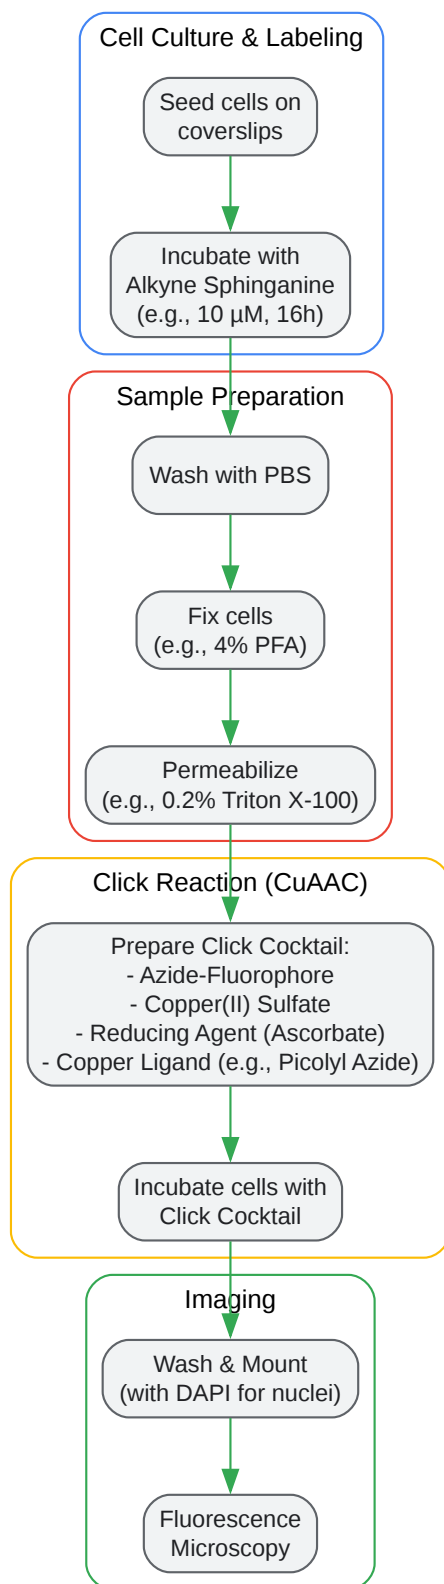 Cell Culture & Labeling
Seed cells on
coverslips
Incubate with
Alkyne Sphinganine
(e.g., 10 µM, 16h)
Sample Preparation
Wash with PBS
Fix cells
(e.g., 4% PFA)
Permeabilize
(e.g., 0.2% Triton X-100)
Click Reaction (CuAAC)
Prepare Click Cocktail:
- Azide-Fluorophore
- Copper(II) Sulfate
- Reducing Agent (Ascorbate)
- Copper Ligand (e.g., Picolyl Azide)
Incubate cells with
Click Cocktail
Imaging
Wash & Mount
(with DAPI for nuclei)
Fluorescence
Microscopy